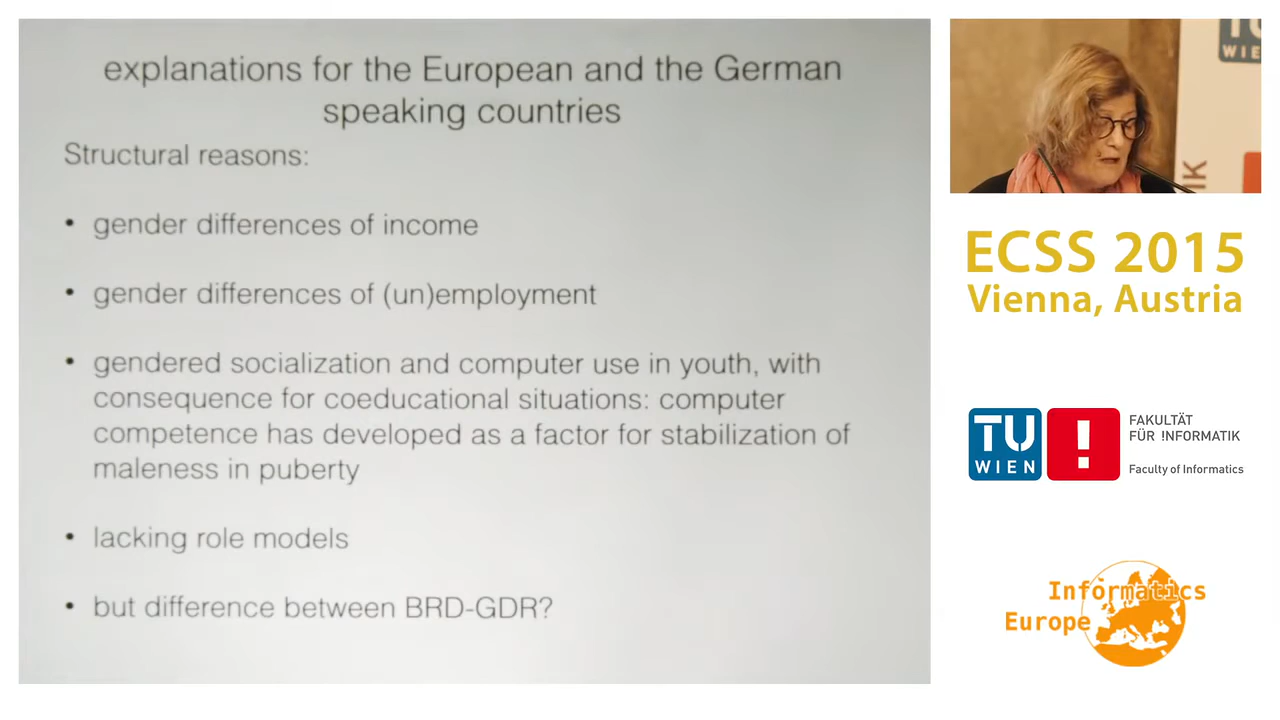 explanations for the European and the German
speaking countries
Structural reasons:
• gender differences of income
• gender differences of (un)employment
• gendered socialization and computer use in youth, with
consequence for coeducational situations: computer
competence has developed as a factor for stabilization of
maleness in puberty
• lacking role models
• but difference between BRD-GDR?
TU
WIE
IK
ECSS 2015
Vienna, Austria
TU
WIEN
!
FAKULTÄT
FÜR !NFORMATIK
Faculty of Informatics
Informatics
Europe